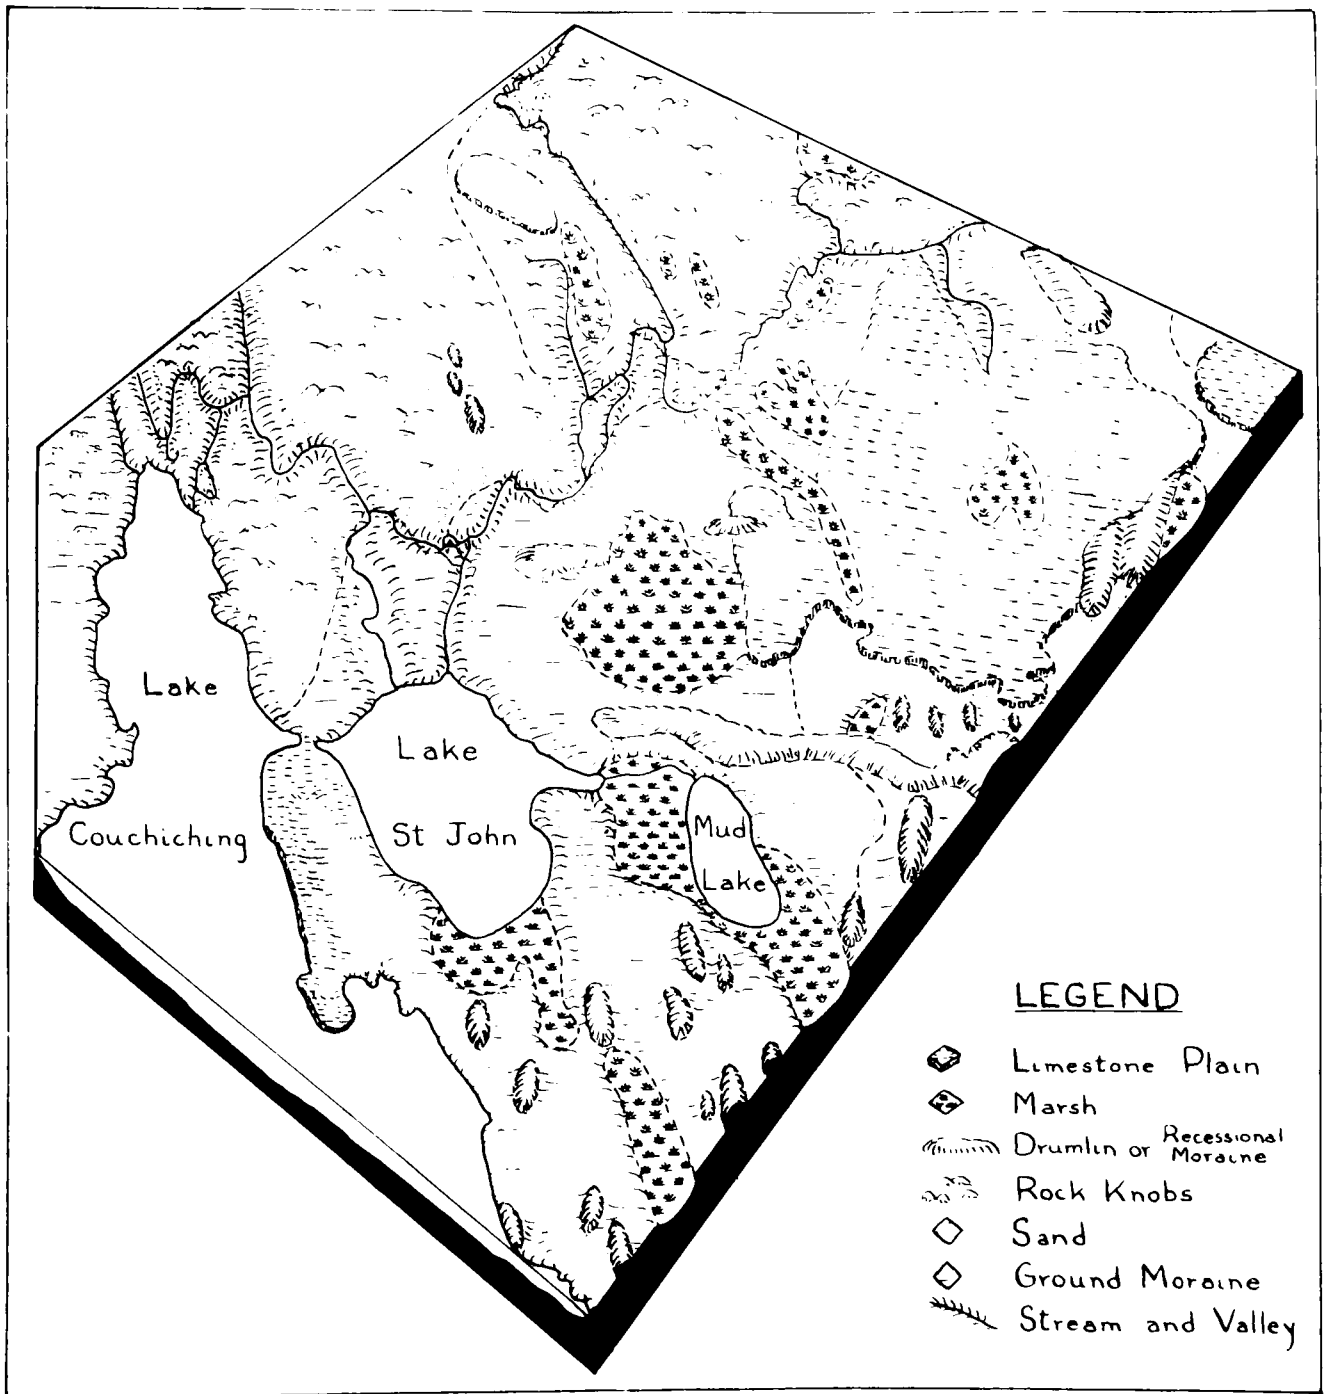 Lake
Couchiching
Lake
St John
Mud
Lake
LEGEND
Limestone Plain
Marsh
Drumlin or Recessional Moraine
Rock Knobs
Sand
Ground Moraine
Stream and Valley